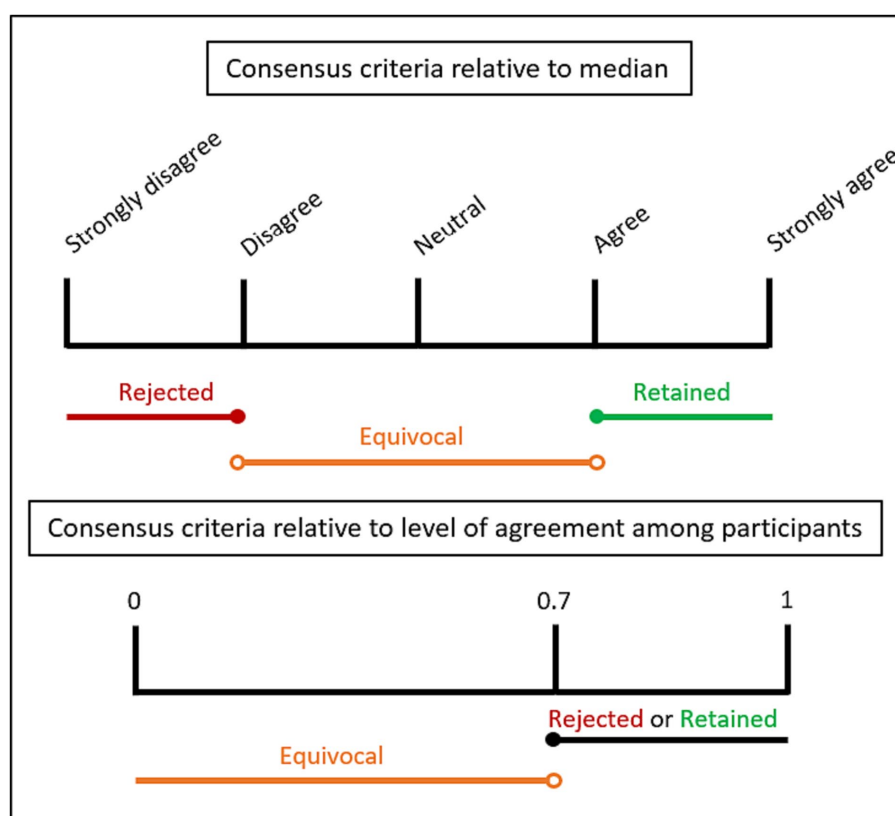 Consensus criteria relative to median
Strongly disagree
Disagree
Neutral
Agree
Strongly agree
Rejected
Retained
Equivocal
Consensus criteria relative to level of agreement among participants
0
0.7
1
Rejected or Retained
Equivocal